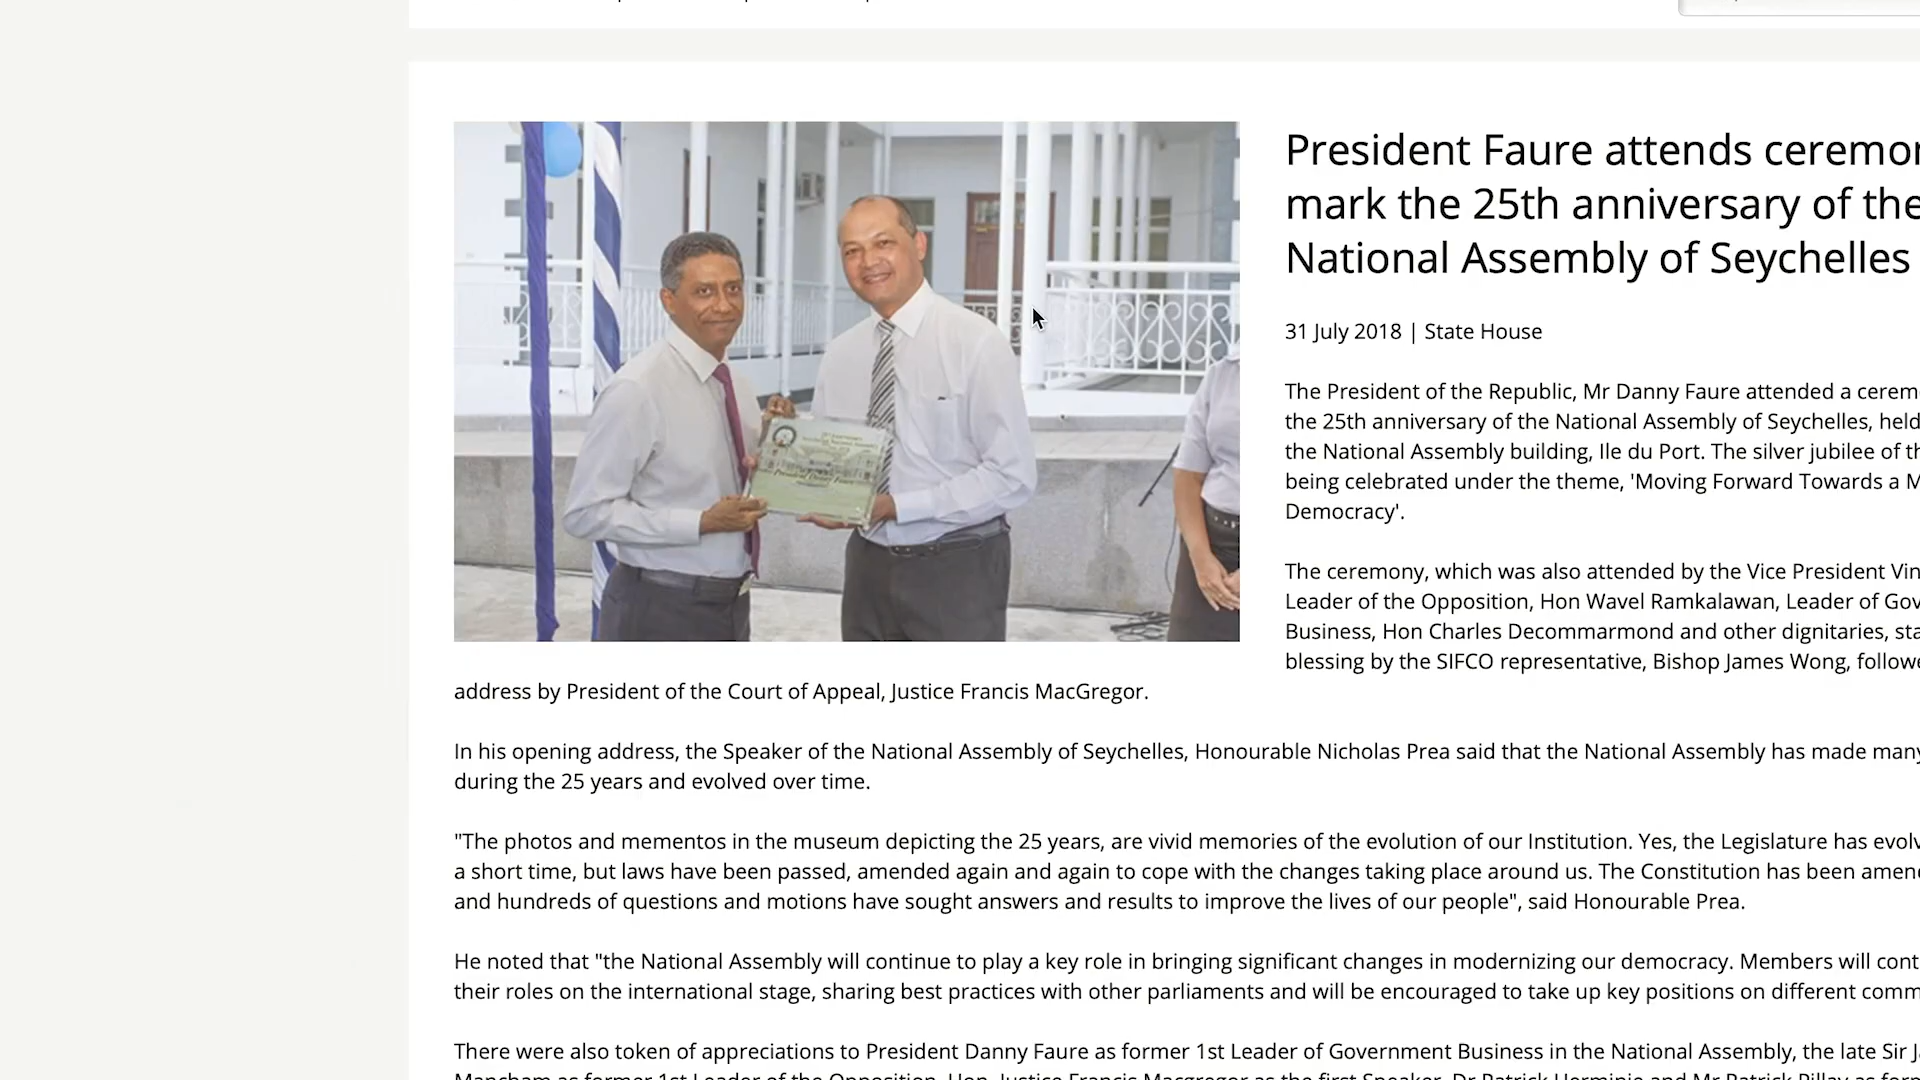 President Faure attends
mark the 25th anniversary of the
National Assembly of Seychelles
31 July 2018 | State House
The President of the Republic, Mr Danny Faure attended a
the 25th anniversary of the National Assembly of Seychelles, held
the National Assembly building, Ile du Port. The silver jubilee of
being celebrated under the theme, 'Moving Forward Towards a
Democracy'.
The ceremony, which was also attended by the Vice President
Leader of the Opposition, Hon Wavel Ramkalawan, Leader of
Business, Hon Charles Decommarmond and other dignitaries,
blessing by the SIFCO representative, Bishop James Wong,
address by President of the Court of Appeal, Justice Francis MacGregor.
In his opening address, the Speaker of the National Assembly of Seychelles, Honourable Nicholas Prea said that the National Assembly has made many
during the 25 years and evolved over time.
"The photos and mementos in the museum depicting the 25 years, are vivid memories of the evolution of our Institution. Yes, the Legislature has
a short time, but laws have been passed, amended again and again to cope with the changes taking place around us. The Constitution has been
and hundreds of questions and motions have sought answers and results to improve the lives of our people", said Honourable Prea.
He noted that "the National Assembly will continue to play a key role in bringing significant changes in modernizing our democracy. Members will
their roles on the international stage, sharing best practices with other parliaments and will be encouraged to take up key positions on different
There were also token of appreciations to President Danny Faure as former 1st Leader of Government Business in the National Assembly, the late Sir